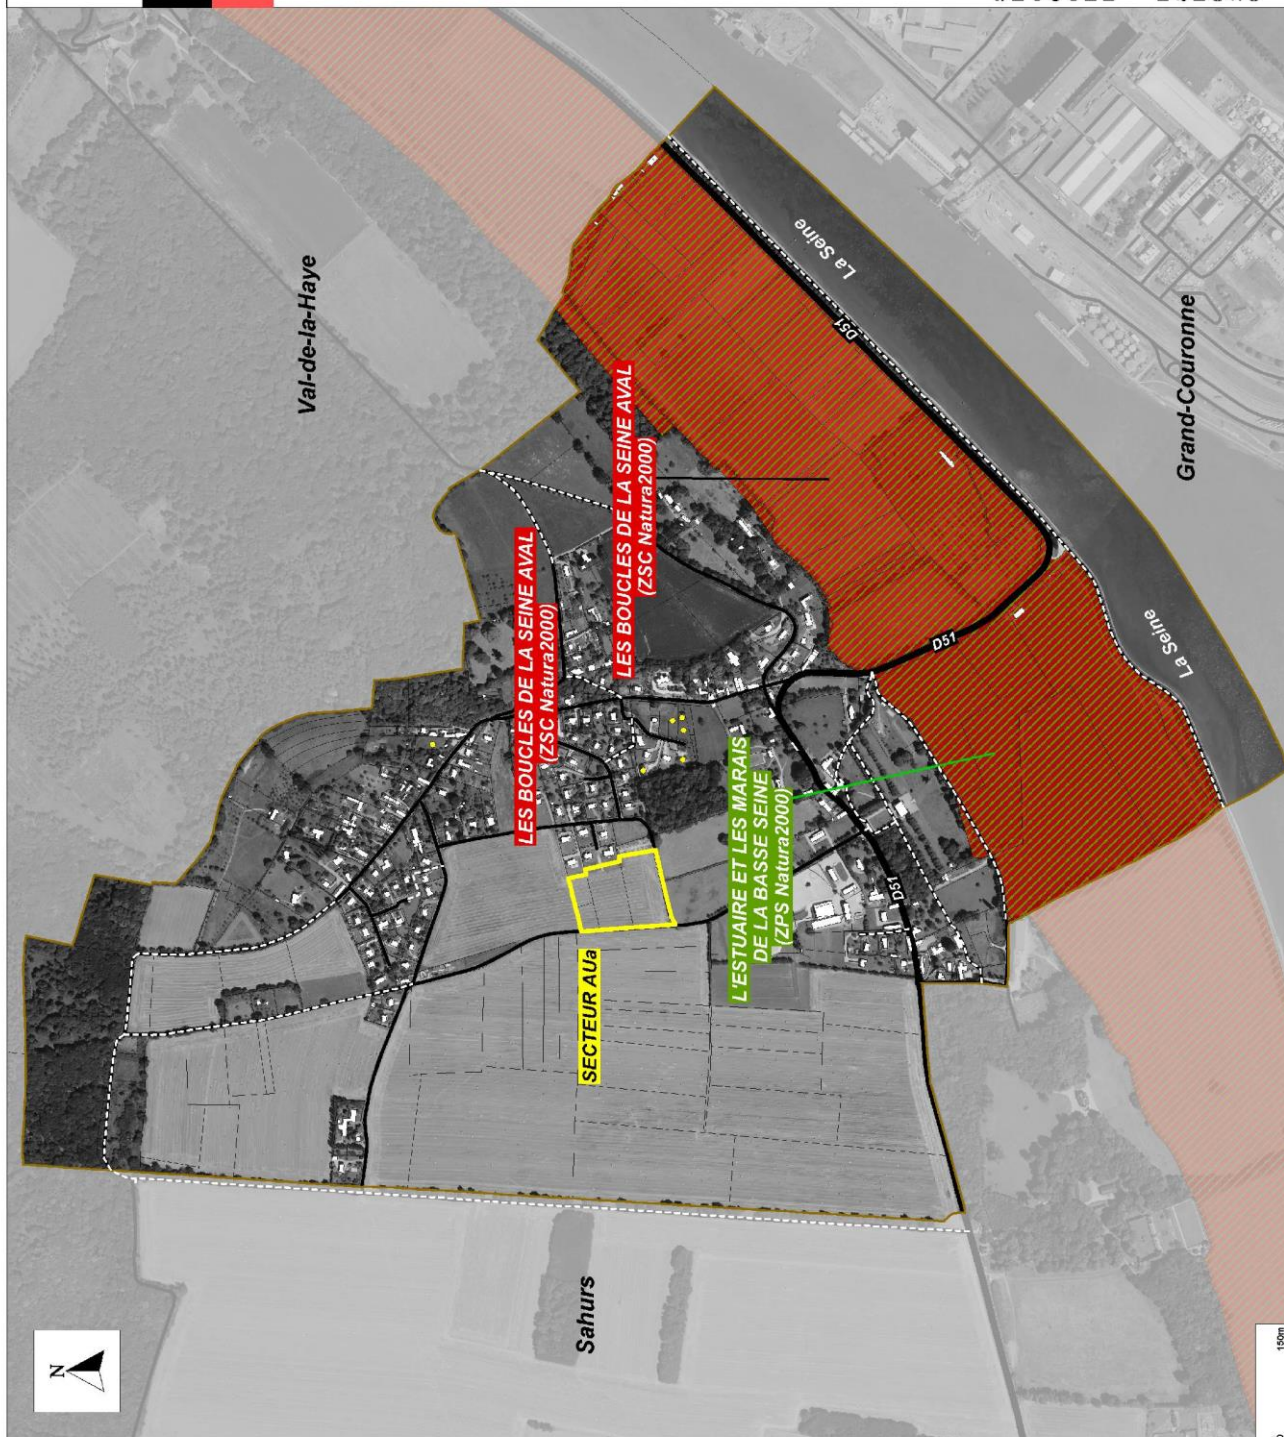 Val-de-la-Haye
La Seine
D51
Grand-Couronne
LES BOUCLES DE LA SEINE AVAL
(ZSC Natura2000)
LES BOUCLES DE LA SEINE AVAL
(ZSC Natura2000)
D51
La Seine
L'ESTUAIRE ET LES MARAIS
DE LA BASSE SEINE
(ZPS Natura2000)
D51
SECTEUR AUa
Sahurs
N
150m